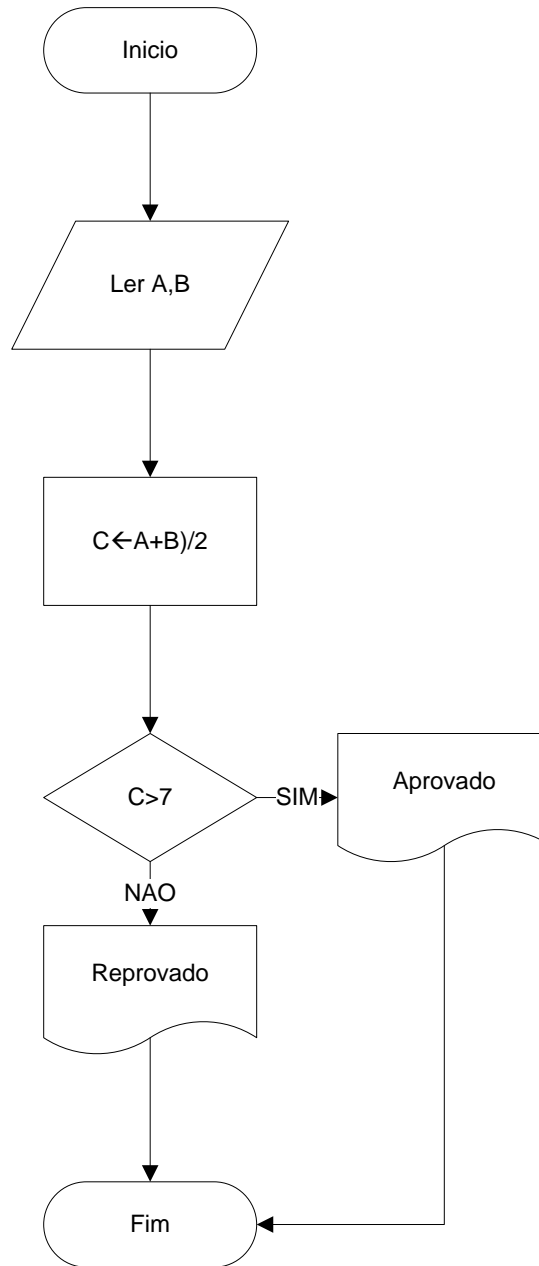 Inicio
Ler A,B
C←A+B)/2
C>7
SIM
Aprovado
NAO
Reprovado
Fim